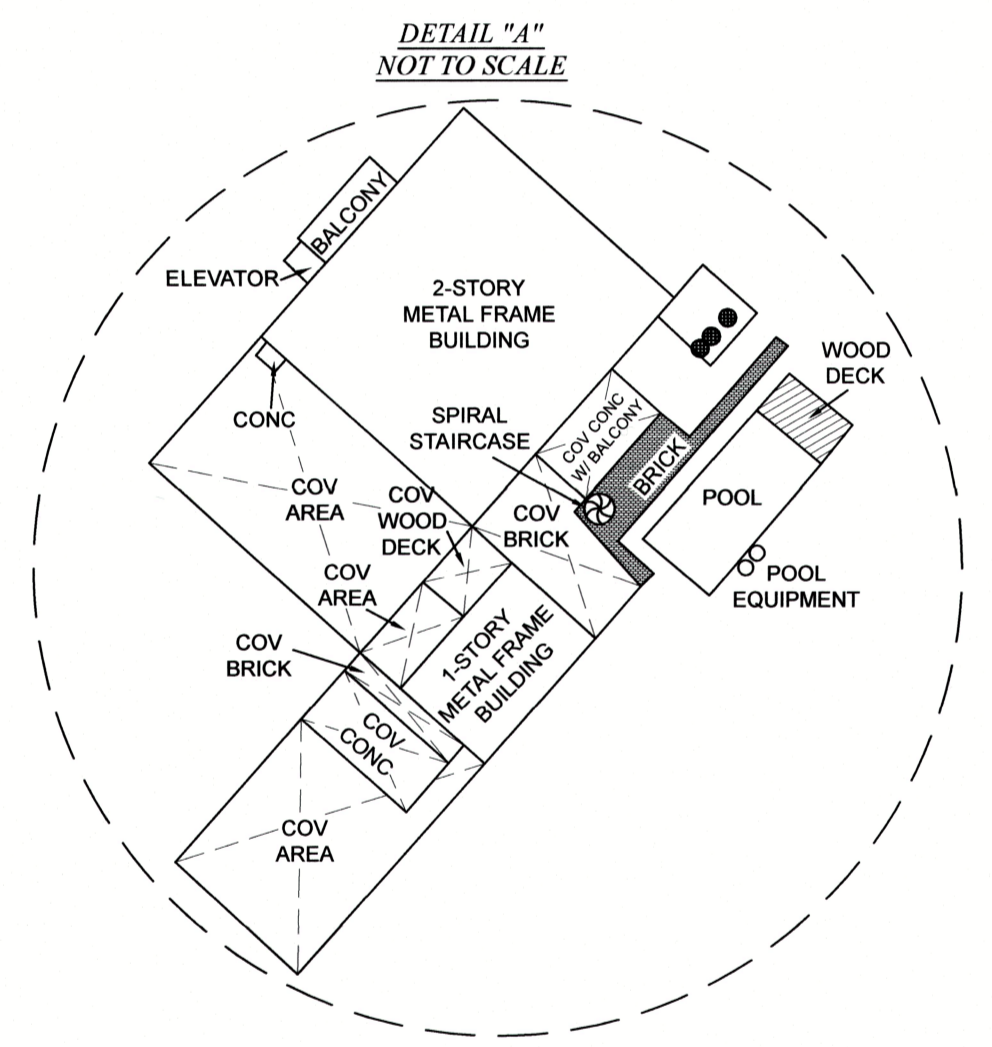 DETAIL "A"
NOT TO SCALE
BALCONY
ELEVATOR
2-STORY
METAL FRAME
BUILDING
WOOD
DECK
CONC
SPIRAL
STAIRCASE
COV CONC
W/ BALCONY
BRICK
POOL
COV
AREA
COV
WOOD
DECK
COV
BRICK
POOL
EQUIPMENT
COV
AREA
COV
BRICK
1-STORY
METAL FRAME
BUILDING
COV
CONC
COV
AREA